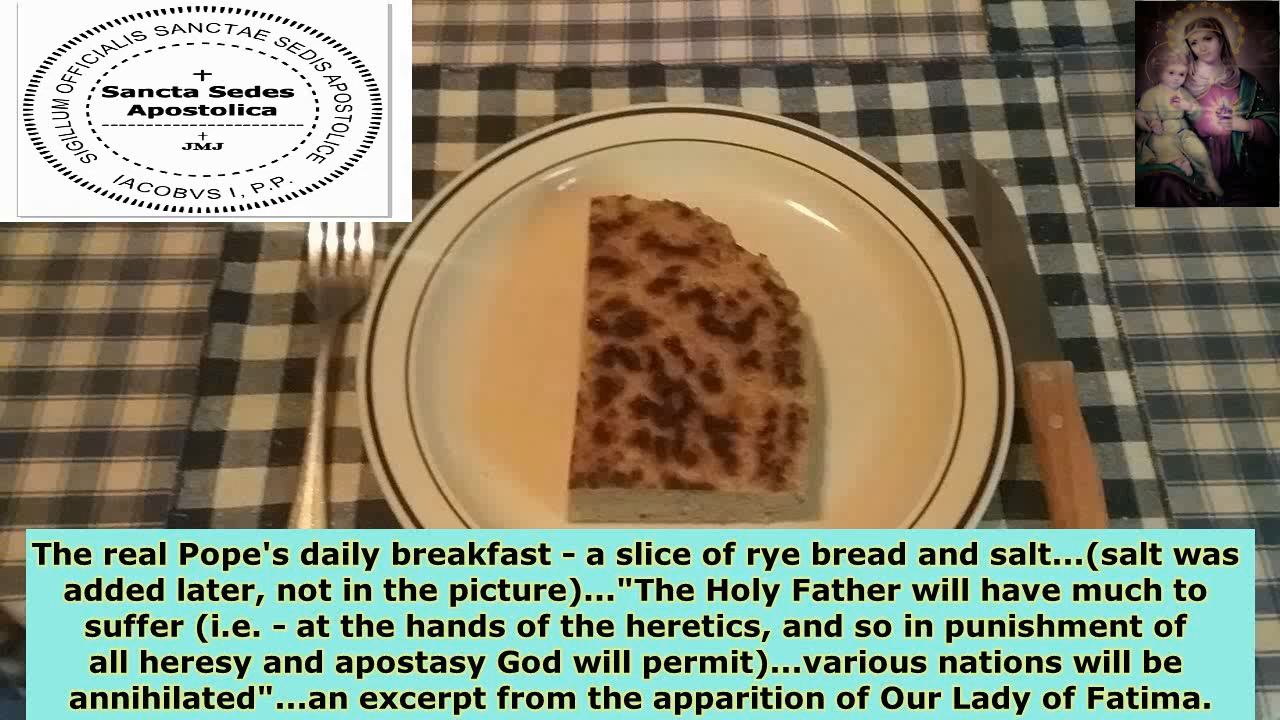 SIGILLUM OFFICIALIS SANCTAE SEDIS APOSTOLICE
+
Sancta Sedes
Apostolica
+
JMJ
IACOBVS I, P.P.
The real Pope's daily breakfast - a slice of rye bread and salt...(salt was
added later, not in the picture)..."The Holy Father will have much to
suffer (i.e. - at the hands of the heretics, and so in punishment of
all heresy and apostasy God will permit)...various nations will be
annihilated"...an excerpt from the apparition of Our Lady of Fatima.